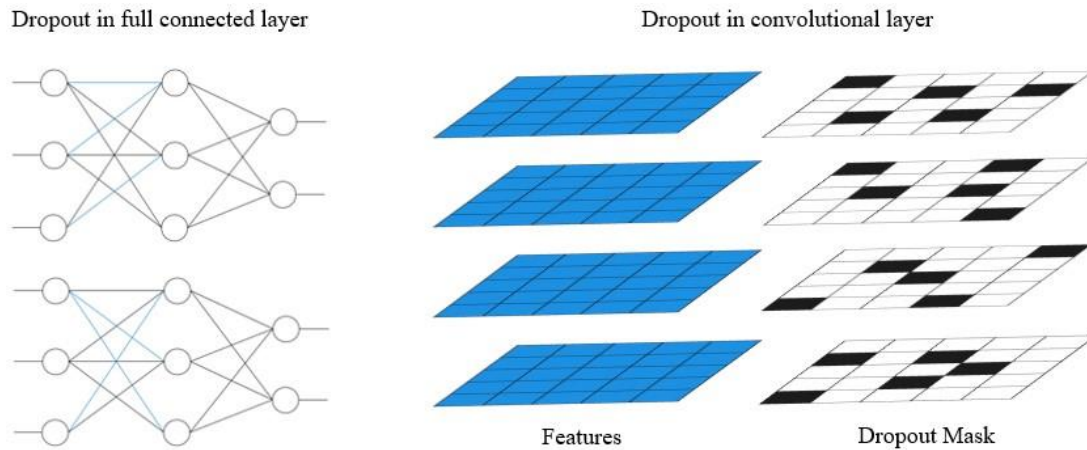 Dropout in full connected layer
Dropout in convolutional layer
Features
Dropout Mask